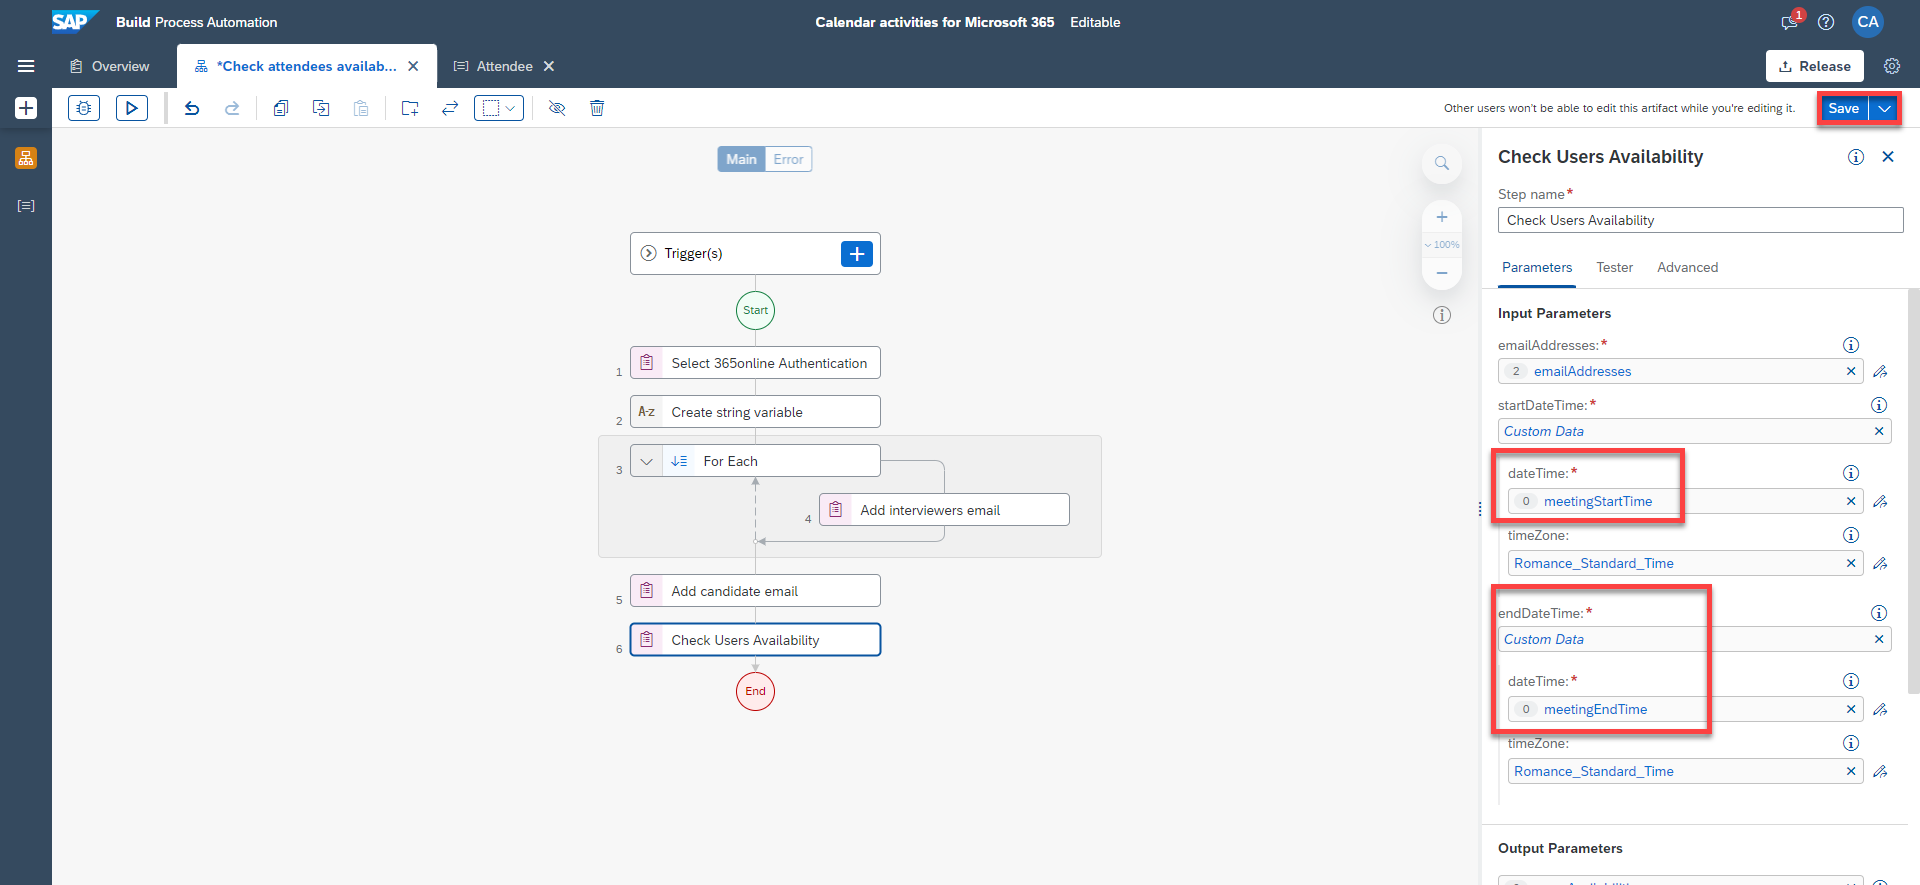 SAP Build Process Automation
Calendar activities for Microsoft 365 Editable
1
CA
Overview
*Check attendees availab...
Attendee
Release
Other users won't be able to edit this artifact while you're editing it.
Save
Main Error
100%
Trigger(s)
Start
1 Select 365online Authentication
2 A-z Create string variable
3 For Each
4 Add interviewers email
5 Add candidate email
6 Check Users Availability
End
Check Users Availability
Step name*
Check Users Availability
Parameters Tester Advanced
Input Parameters
emailAddresses:*
2 emailAddresses
startDateTime:*
Custom Data
dateTime:*
0 meetingStartTime
timeZone:
Romance_Standard_Time
endDateTime:*
Custom Data
dateTime:*
0 meetingEndTime
timeZone:
Romance_Standard_Time
Output Parameters